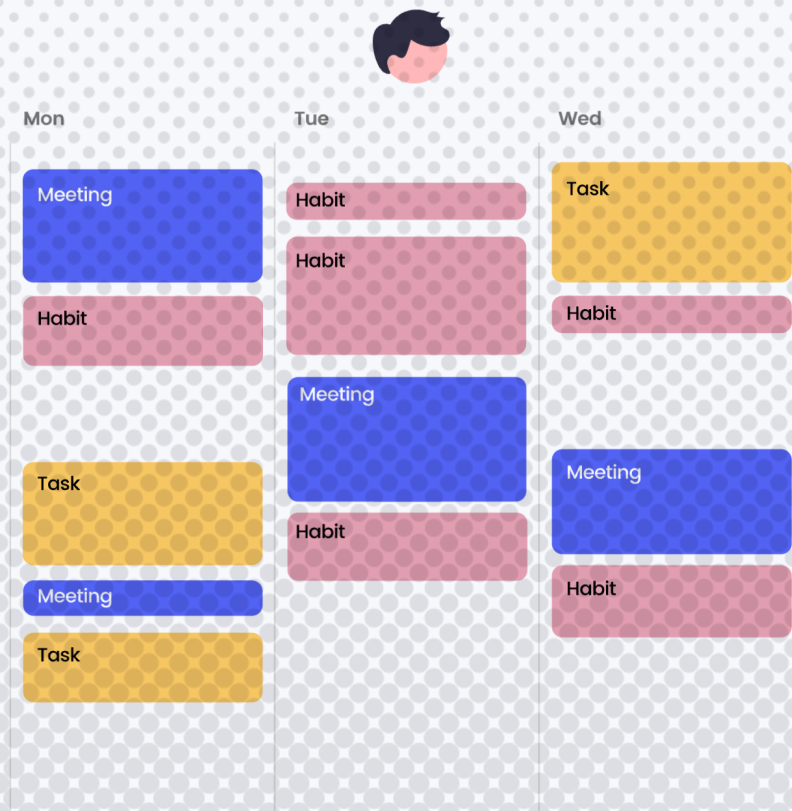 Mon
Meeting
Habit
Task
Meeting
Task
Tue
Habit
Habit
Meeting
Habit
Wed
Task
Habit
Meeting
Habit